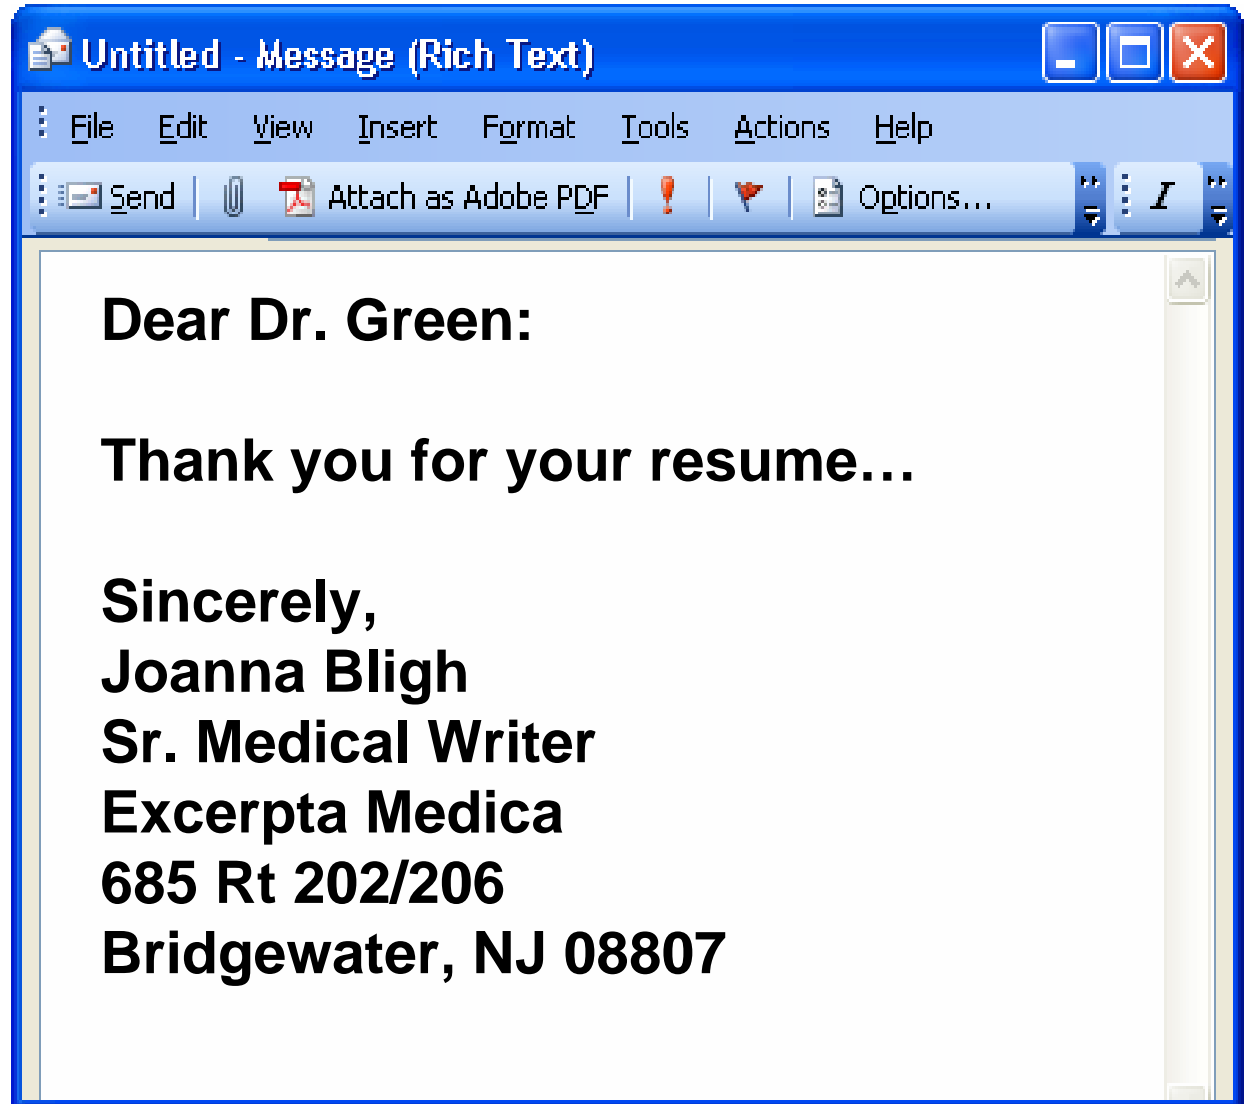 Untitled - Message (Rich Text)
File Edit View Insert Format Tools Actions Help
Send Attach as Adobe PDF Options... I
Dear Dr. Green:
Thank you for your resume…
Sincerely,
Joanna Bligh
Sr. Medical Writer
Excerpta Medica
685 Rt 202/206
Bridgewater, NJ 08807